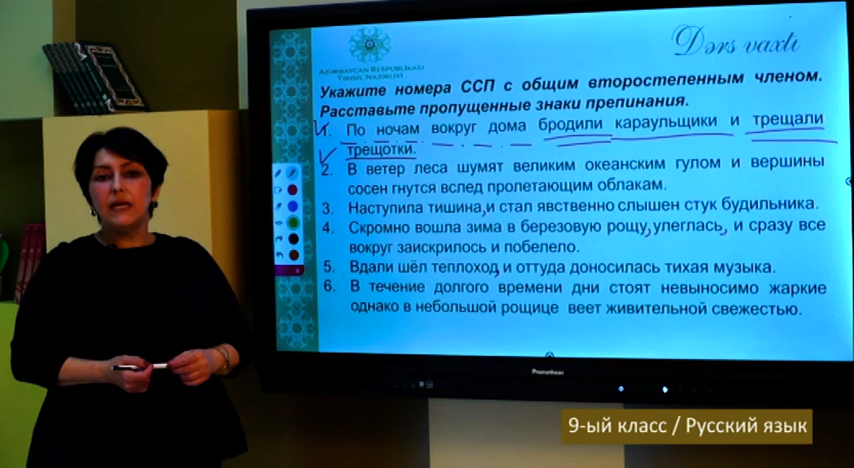 AZƏRBAYCAN RESPUBLİKASI
TƏHSİL NAZİRLİYİ
Dərs vaxtı
Укажите номера ССП с общим второстепенным членом.
Расставьте пропущенные знаки препинания.
1. По ночам вокруг дома бродили караульщики и трещали
трещотки.
2. В ветер леса шумят великим океанским гулом и вершины
сосен гнутся вслед пролетающим облакам.
3. Наступила тишина,и стал явственно слышен стук будильника.
4. Скромно вошла зима в березовую рощу,улеглась, и сразу все
вокруг заискрилось и побелело.
5. Вдали шёл теплоход,и оттуда доносилась тихая музыка.
6. В течение долгого времени дни стоят невыносимо жаркие
однако в небольшой рощице веет живительной свежестью.
Promethean
9-ый класс / Русский язык